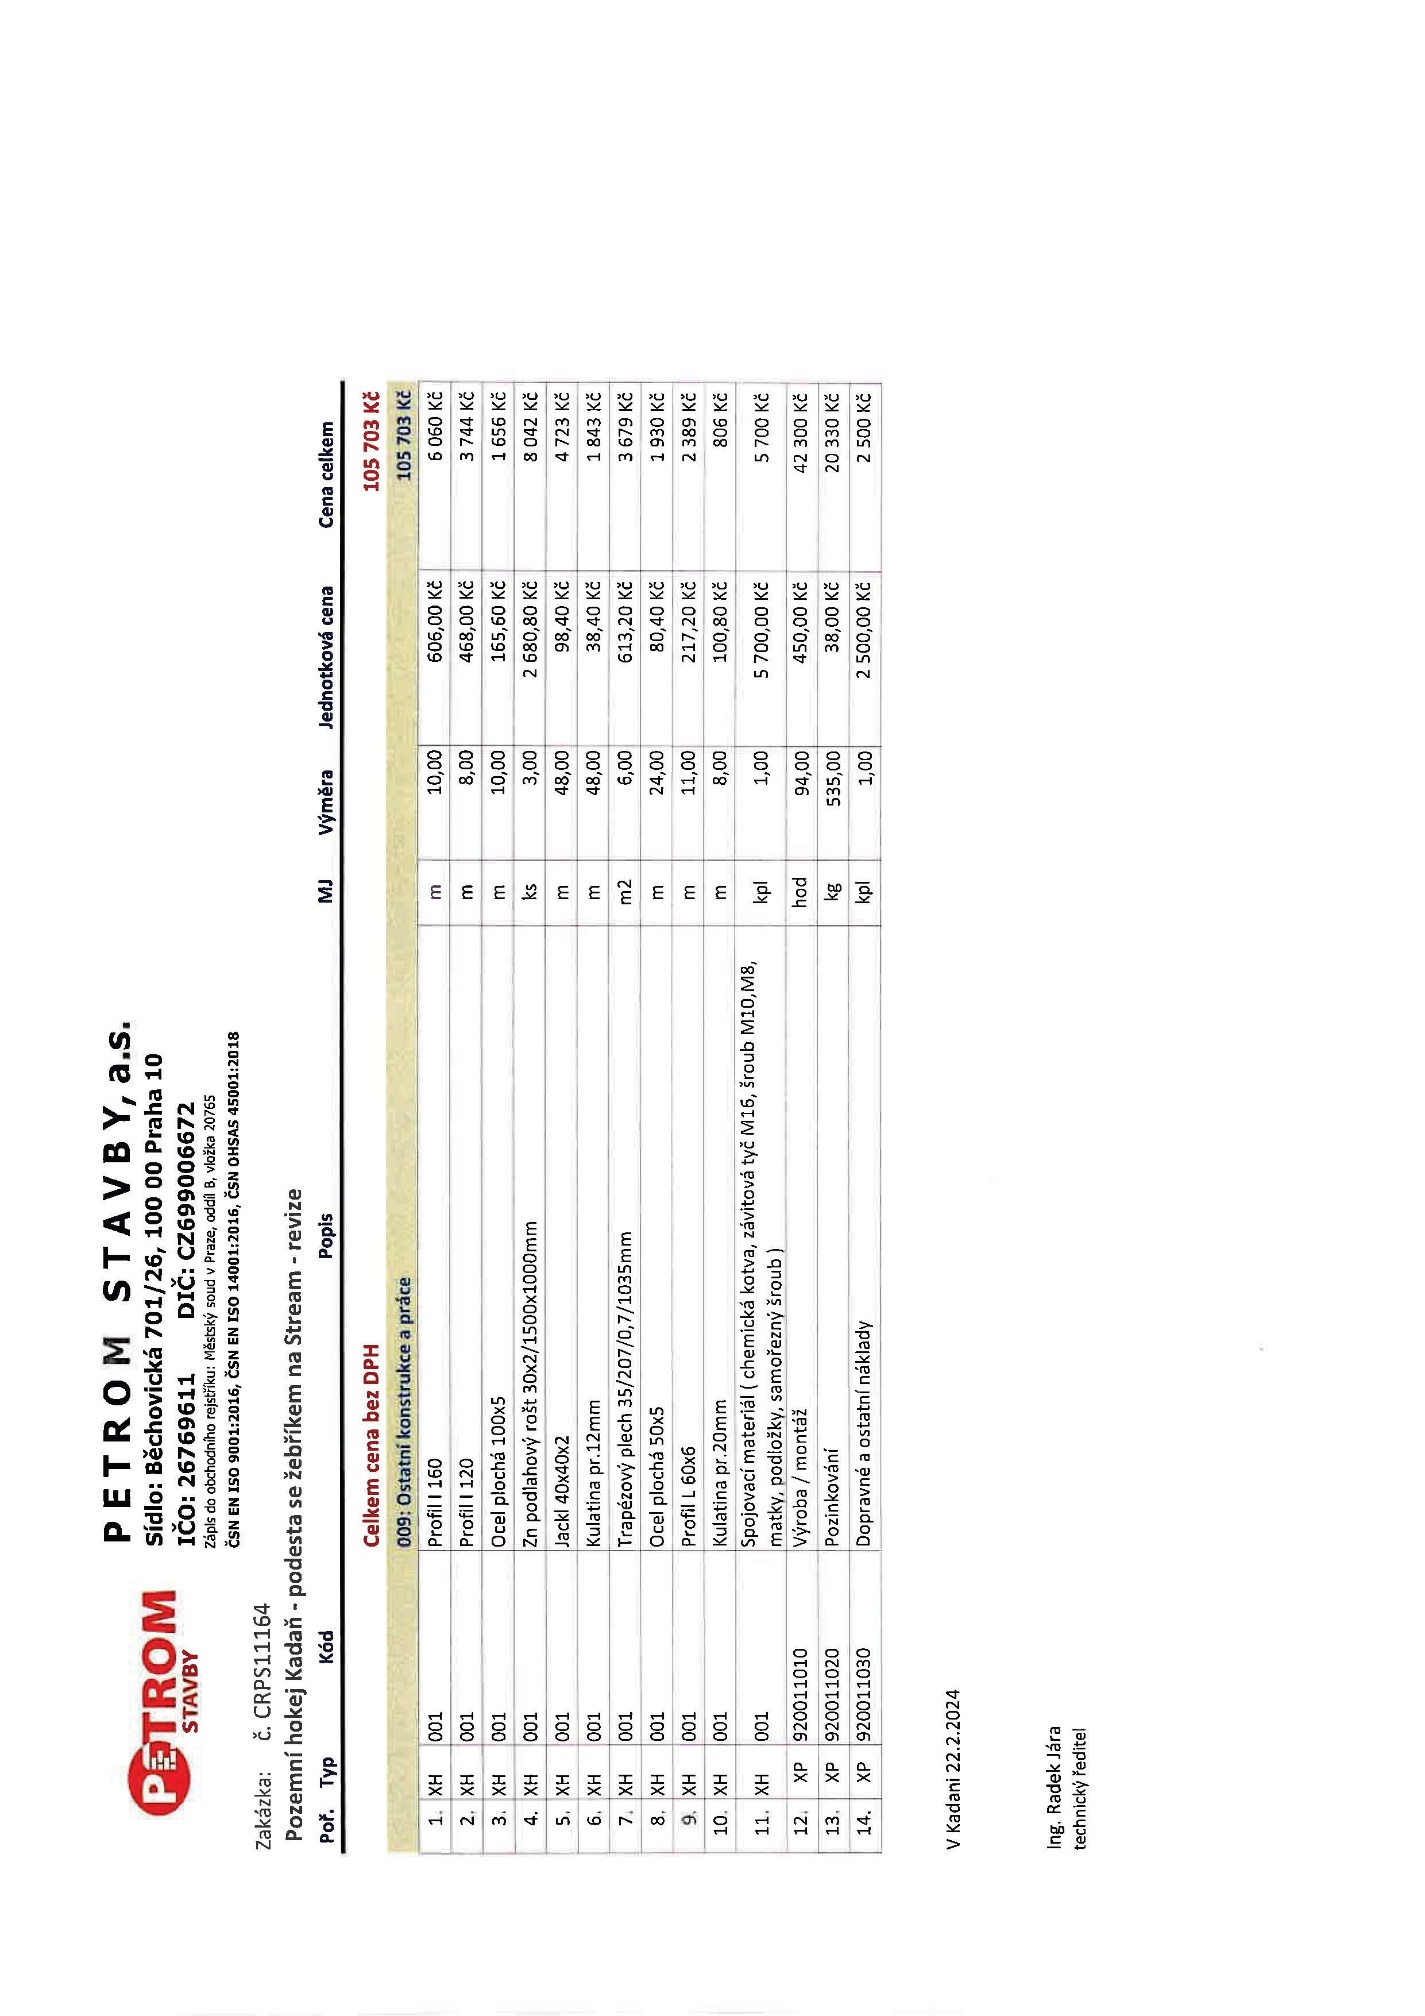 PETROM
STAVBY
PETROM STAVBY, a.s.
Sídlo: Běchovická 701/26, 100 00 Praha 10
IČO: 26769611 DIČ: CZ699006672
Zápis do obchodního rejstříku: Městský soud v Praze, oddíl B, vložka 20765
ČSN EN ISO 9001:2016, ČSN EN ISO 14001:2016, ČSN OHSAS 45001:2018
Zakázka: č. CRPS11164
Pozemní hokej Kadaň - podesta se žebříkem na Stream - revize
Poř. Typ Kód Popis MJ Výměra Jednotková cena Cena celkem
Celkem cena bez DPH 105 703 Kč
009: Ostatní konstrukce a práce 105 703 Kč
1. XH 001 Profil I 160 m 10,00 606,00 Kč 6 060 Kč
2. XH 001 Profil I 120 m 8,00 468,00 Kč 3 744 Kč
3. XH 001 Ocel plochá 100x5 m 10,00 165,60 Kč 1 656 Kč
4. XH 001 Zn podlahový rošt 30x2/1500x1000mm ks 3,00 2 680,80 Kč 8 042 Kč
5. XH 001 Jackl 40x40x2 m 48,00 98,40 Kč 4 723 Kč
6. XH 001 Kulatina pr.12mm m 48,00 38,40 Kč 1 843 Kč
7. XH 001 Trapézový plech 35/207/0,7/1035mm m2 6,00 613,20 Kč 3 679 Kč
8. XH 001 Ocel plochá 50x5 m 24,00 80,40 Kč 1 930 Kč
9. XH 001 Profil L 60x6 m 11,00 217,20 Kč 2 389 Kč
10. XH 001 Kulatina pr.20mm m 8,00 100,80 Kč 806 Kč
11. XH 001 Spojovací materiál ( chemická kotva, závitová tyč M16, šroub M10,M8, kpl 1,00 5 700,00 Kč 5 700 Kč
matky, podložky, samořezný šroub )
12. XP 920011010 Výroba / montáž hod 94,00 450,00 Kč 42 300 Kč
13. XP 920011020 Pozinkování kg 535,00 38,00 Kč 20 330 Kč
14. XP 920011030 Dopravné a ostatní náklady kpl 1,00 2 500,00 Kč 2 500 Kč
V Kadani 22.2.2024
Ing. Radek Jára
technický ředitel